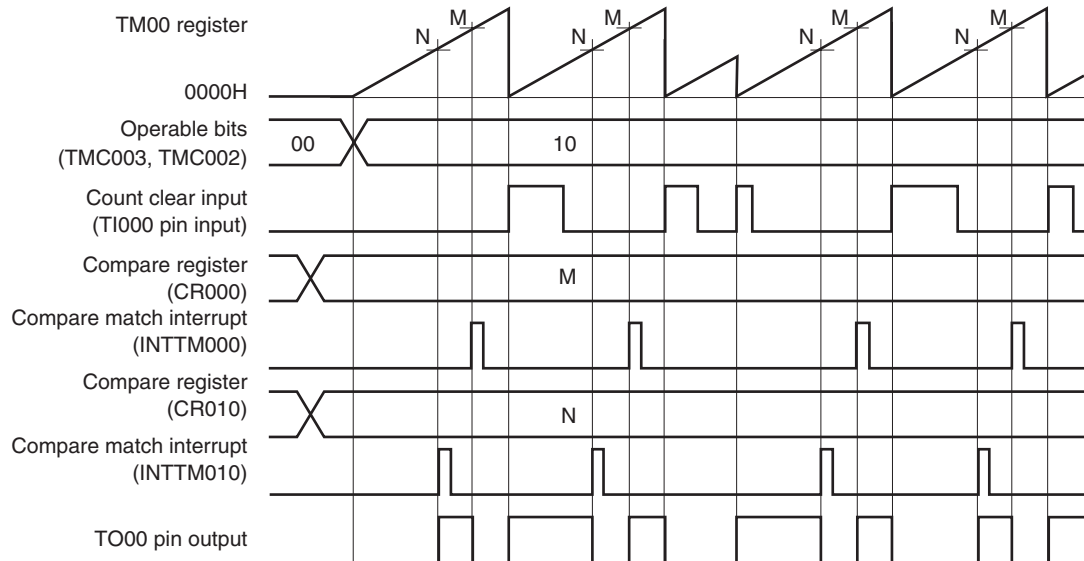 TM00 register
N M N M N M N M
0000H
Operable bits
(TMC003, TMC002)
00 10
Count clear input
(TI000 pin input)
Compare register
(CR000)
M
Compare match interrupt
(INTTM000)
Compare register
(CR010)
N
Compare match interrupt
(INTTM010)
TO00 pin output